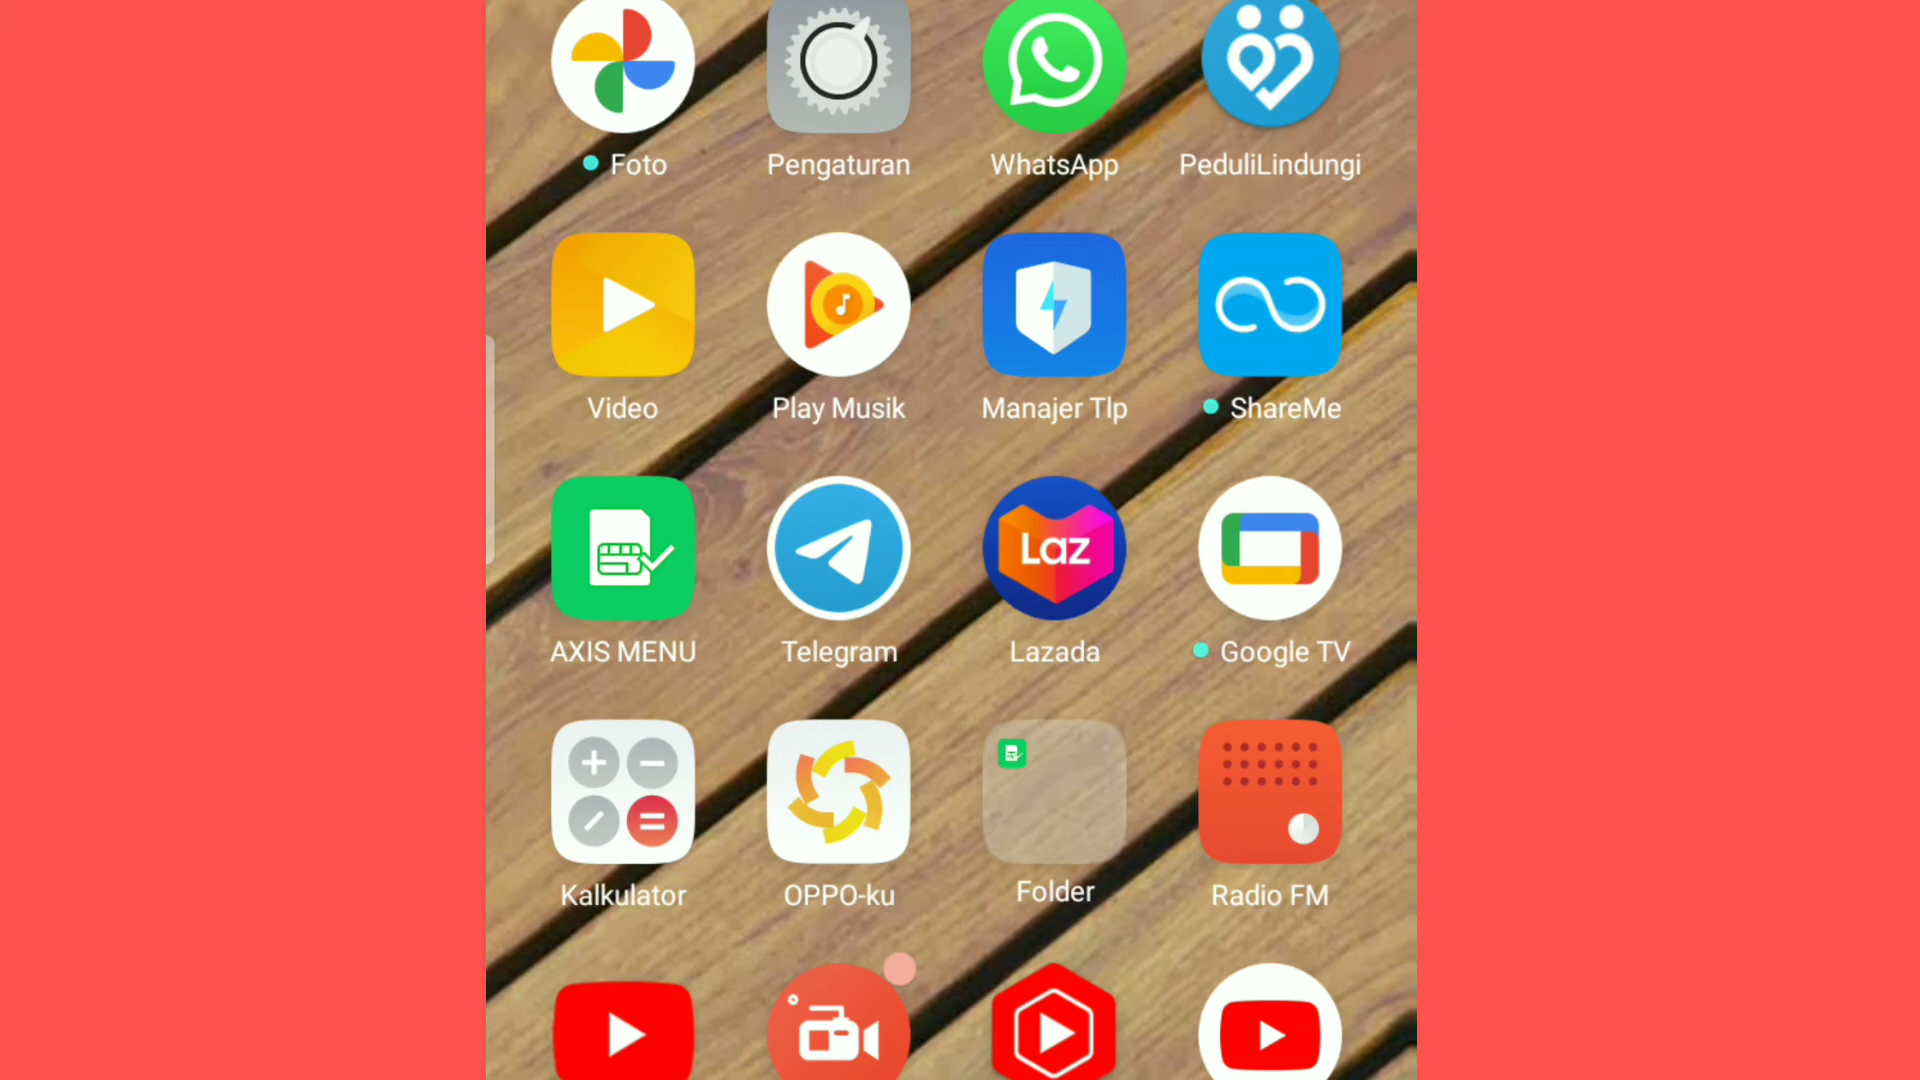 Foto
Pengaturan
WhatsApp
PeduliLindungi
Video
Play Musik
Manajer Tlp
ShareMe
Laz
AXIS MENU
Telegram
Lazada
Google TV
Kalkulator
OPPO-ku
Folder
Radio FM